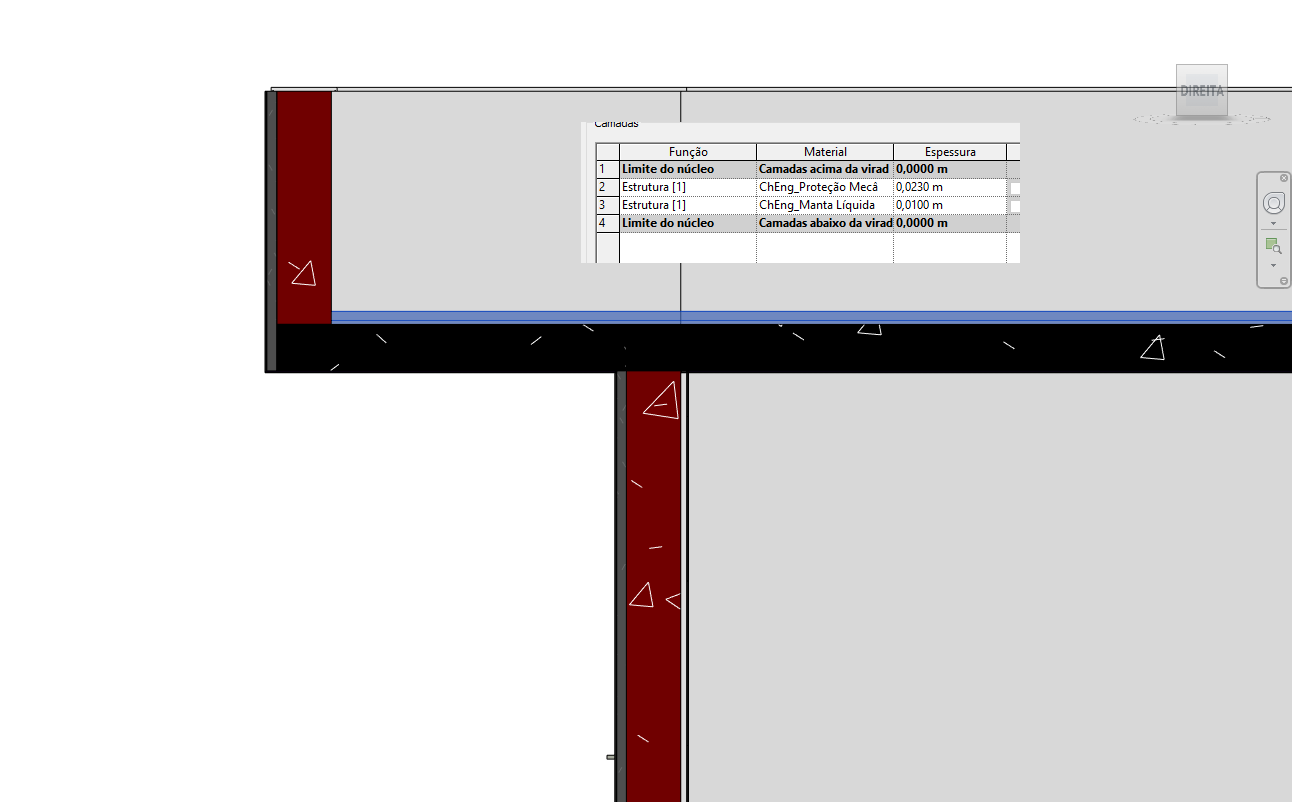 DIREITA
Camadas
Função Material Espessura
1 Limite do núcleo Camadas acima da virad 0,0000 m
2 Estrutura [1] ChEng_Proteção Mecâ 0,0230 m
3 Estrutura [1] ChEng_Manta Líquida 0,0100 m
4 Limite do núcleo Camadas abaixo da virad 0,0000 m